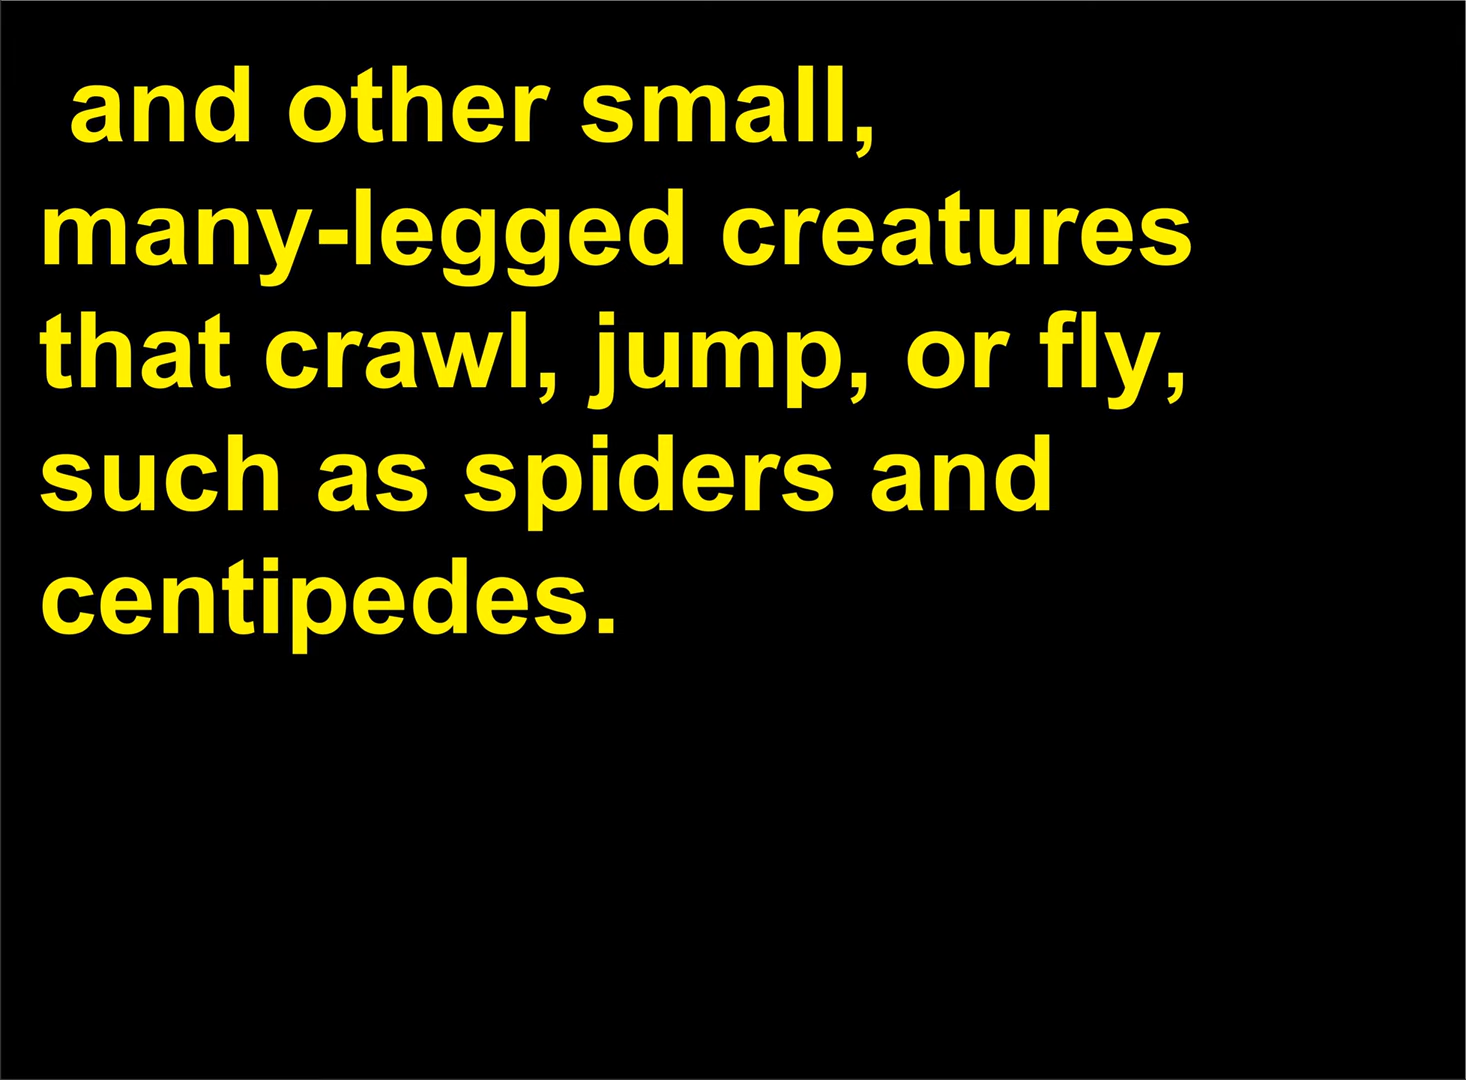 and other small,
many-legged creatures
that crawl, jump, or fly,
such as spiders and
centipedes.